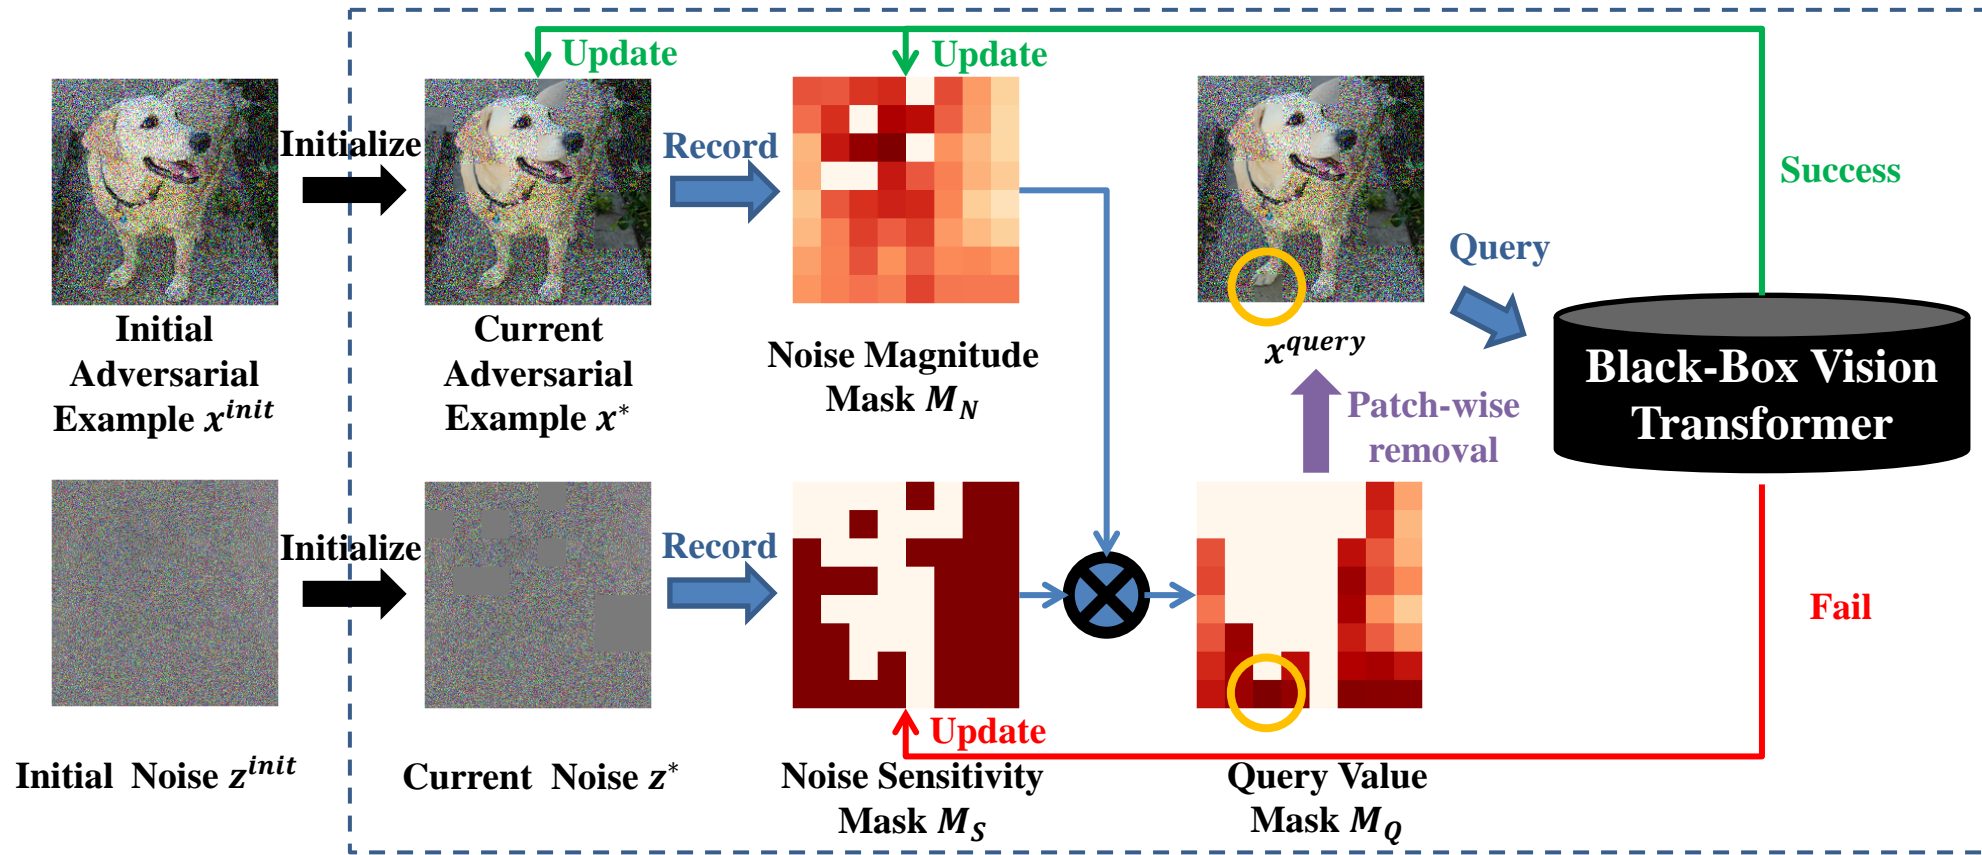 Update
Update
Initialize
Record
Success
Query
Initial
Adversarial
Example x^init
Current
Adversarial
Example x*
Noise Magnitude
Mask M_N
x^query
Patch-wise
removal
Black-Box Vision
Transformer
Initialize
Record
Fail
Update
Initial Noise z^init
Current Noise z*
Noise Sensitivity
Mask M_S
Query Value
Mask M_Q